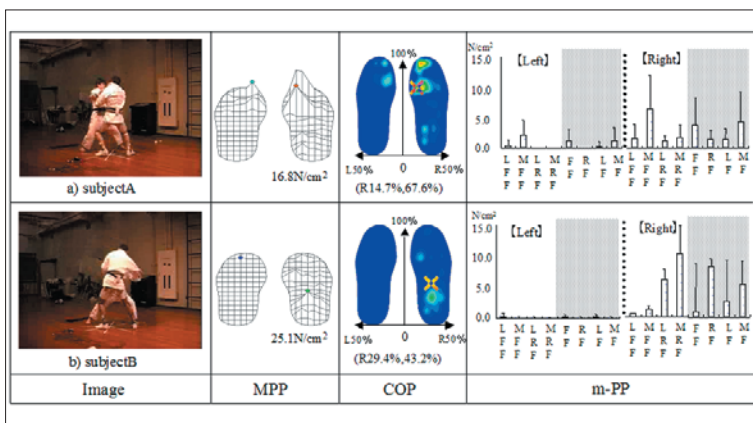 N/cm²
15.0
10.0
5.0
0.0
【Left】
【Right】
L M L M F R L M
F F R R F F F F
F F F F
L M L M F R L M
F F R R F F F F
F F F F
100%
L50% 0 R50%
(R14.7%,67.6%)
16.8N/cm²
a) subjectA
N/cm²
15.0
10.0
5.0
0.0
【Left】
【Right】
L M L M F R L M
F F R R F F F F
F F F F
L M L M F R L M
F F R R F F F F
F F F F
100%
L50% 0 R50%
(R29.4%,43.2%)
25.1N/cm²
b) subjectB
Image MPP COP m-PP